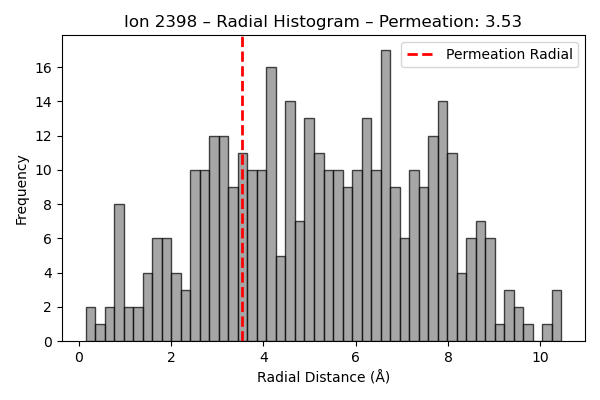 Ion 2398 – Radial Histogram – Permeation: 3.53
Permeation Radial
Frequency
16
14
12
10
8
6
4
2
0
0 2 4 6 8 10
Radial Distance (Å)